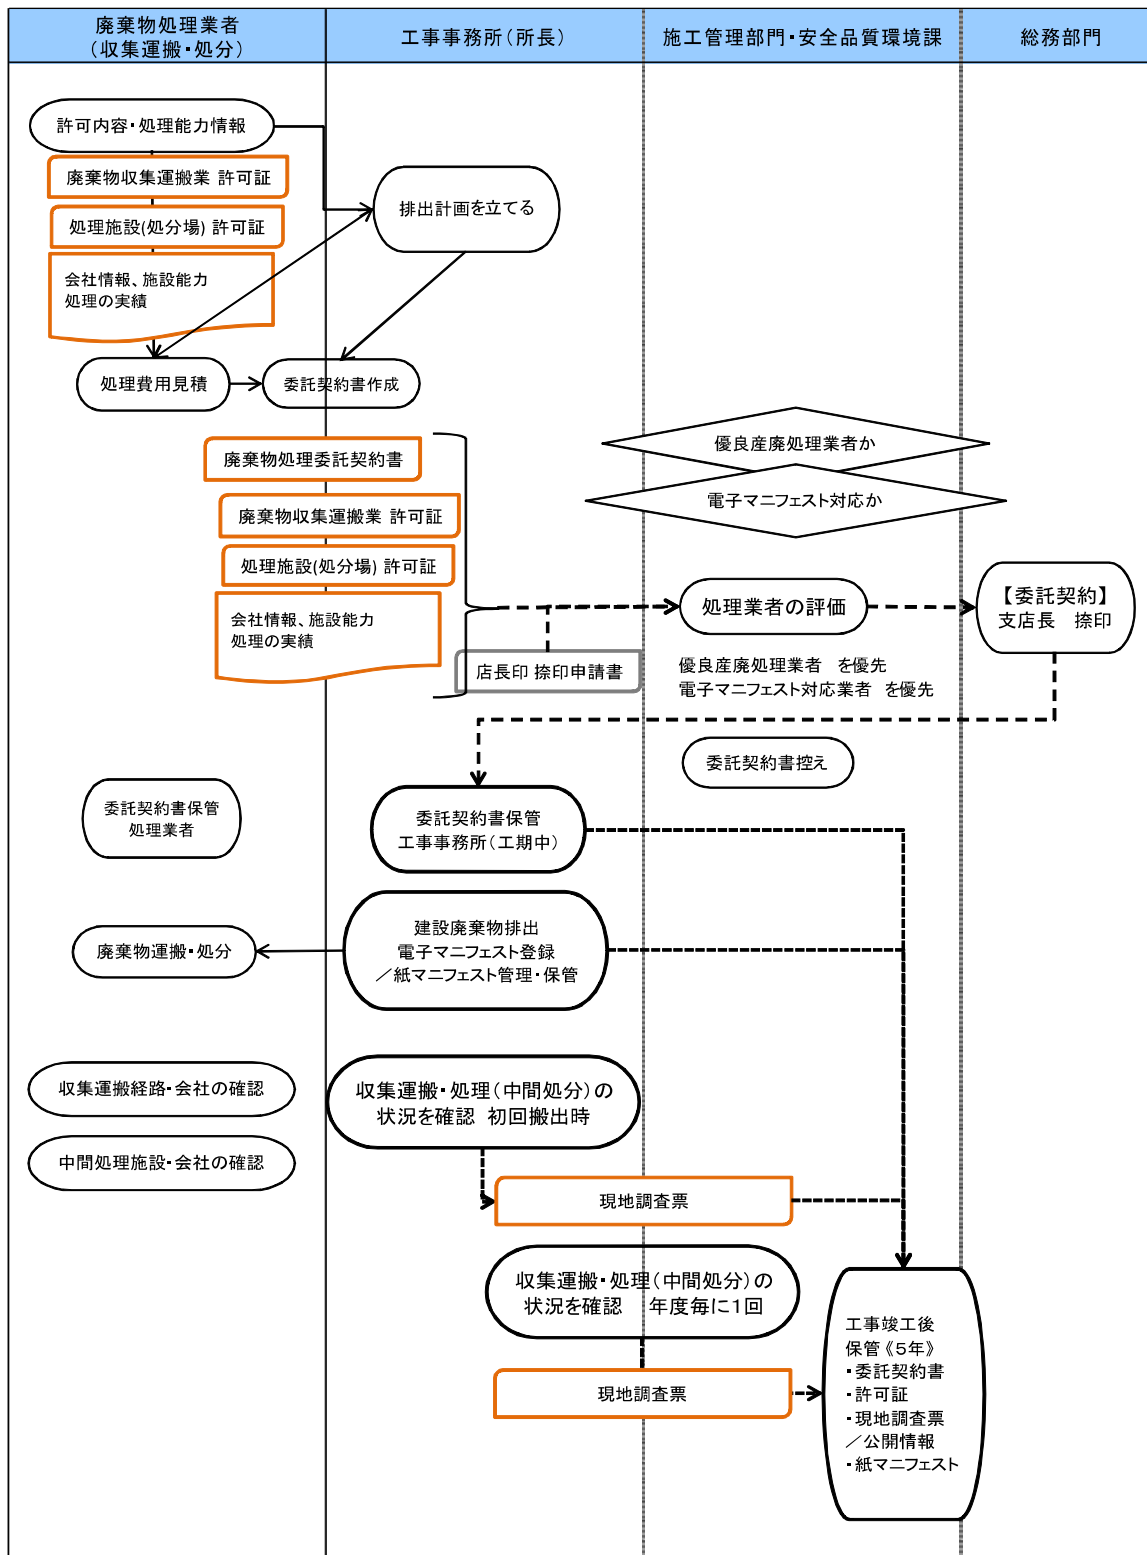 廃棄物処理業者
(収集運搬・処分)
工事事務所(所長)
施工管理部門・安全品質環境課
総務部門
許可内容・処理能力情報
廃棄物収集運搬業 許可証
処理施設(処分場) 許可証
会社情報、施設能力
処理の実績
排出計画を立てる
処理費用見積
委託契約書作成
廃棄物処理委託契約書
廃棄物収集運搬業 許可証
処理施設(処分場) 許可証
会社情報、施設能力
処理の実績
店長印 捺印申請書
優良産廃処理業者か
電子マニフェスト対応か
処理業者の評価
優良産廃処理業者 を優先
電子マニフェスト対応業者 を優先
【委託契約】
支店長 捺印
委託契約書控え
委託契約書保管
処理業者
委託契約書保管
工事事務所(工期中)
廃棄物運搬・処分
建設廃棄物排出
電子マニフェスト登録
／紙マニフェスト管理・保管
収集運搬経路・会社の確認
中間処理施設・会社の確認
収集運搬・処理(中間処分)の
状況を確認 初回搬出時
現地調査票
収集運搬・処理(中間処分)の
状況を確認 年度毎に1回
現地調査票
工事竣工後
保管《5年》
・委託契約書
・許可証
・現地調査票
／公開情報
・紙マニフェスト